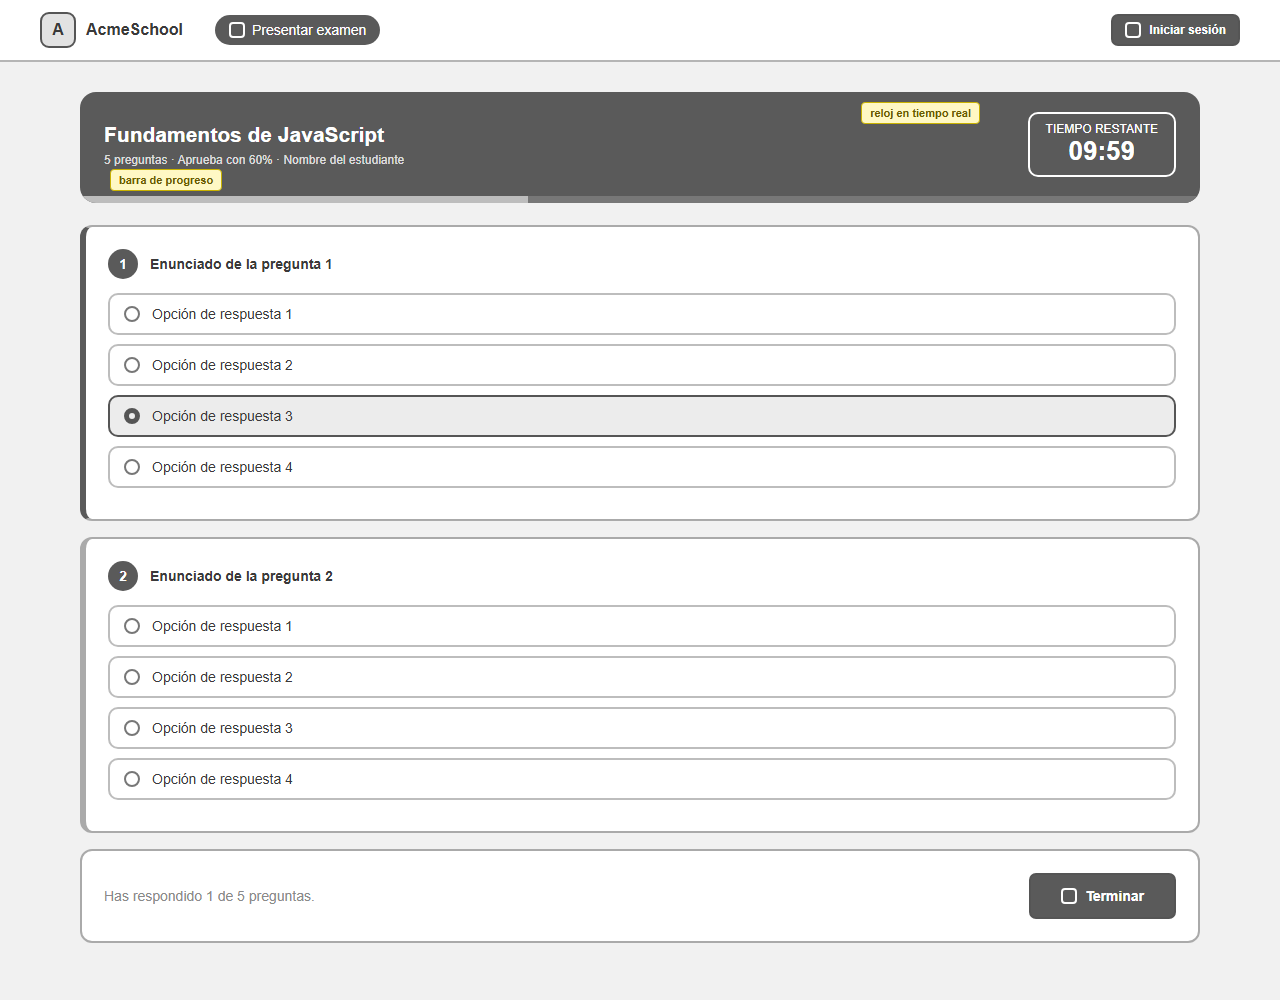 A AcmeSchool Presentar examen Iniciar sesión
reloj en tiempo real
Fundamentos de JavaScript
5 preguntas · Aprueba con 60% · Nombre del estudiante
TIEMPO RESTANTE
09:59
barra de progreso
1 Enunciado de la pregunta 1
Opción de respuesta 1
Opción de respuesta 2
Opción de respuesta 3
Opción de respuesta 4
2 Enunciado de la pregunta 2
Opción de respuesta 1
Opción de respuesta 2
Opción de respuesta 3
Opción de respuesta 4
Has respondido 1 de 5 preguntas. Terminar